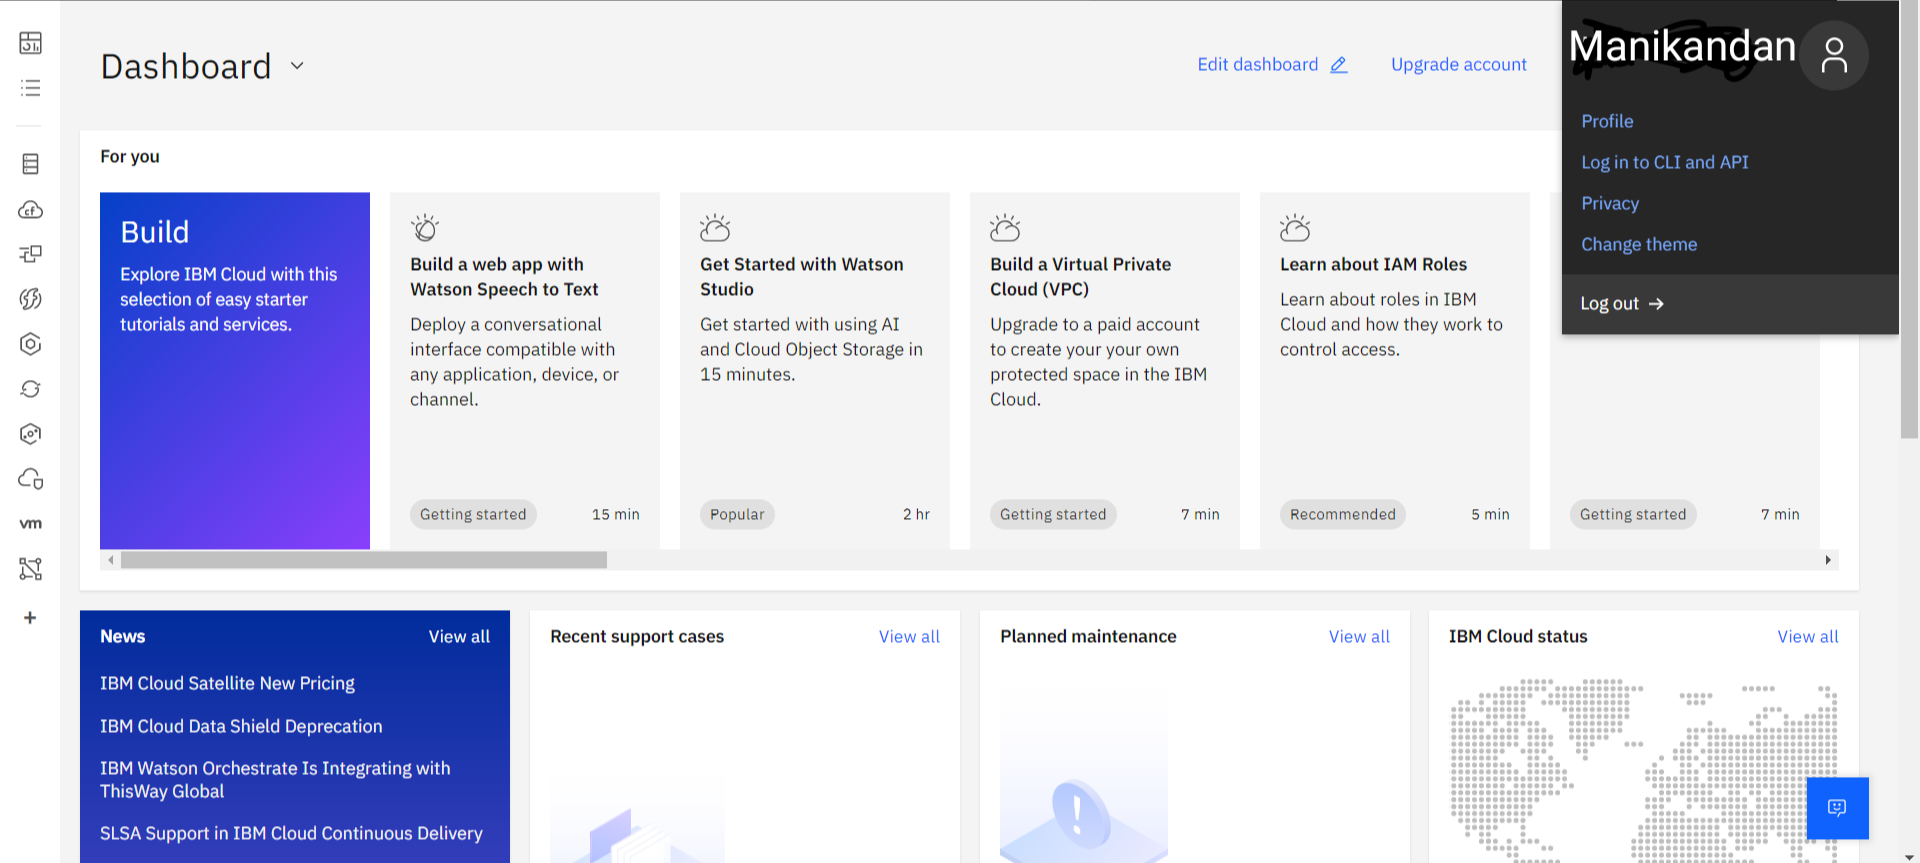 Dashboard
Edit dashboard
Upgrade account
Manikandan
Profile
Log in to CLI and API
Privacy
Change theme
Log out
For you
Build
Explore IBM Cloud with this
selection of easy starter
tutorials and services.
Build a web app with
Watson Speech to Text
Deploy a conversational
interface compatible with
any application, device, or
channel.
Getting started
15 min
Get Started with Watson
Studio
Get started with using AI
and Cloud Object Storage in
15 minutes.
Popular
2 hr
Build a Virtual Private
Cloud (VPC)
Upgrade to a paid account
to create your your own
protected space in the IBM
Cloud.
Getting started
7 min
Learn about IAM Roles
Learn about roles in IBM
Cloud and how they work to
control access.
Recommended
5 min
Getting started
7 min
cf
vm
News
View all
IBM Cloud Satellite New Pricing
IBM Cloud Data Shield Deprecation
IBM Watson Orchestrate Is Integrating with
ThisWay Global
SLSA Support in IBM Cloud Continuous Delivery
Recent support cases
View all
Planned maintenance
View all
IBM Cloud status
View all